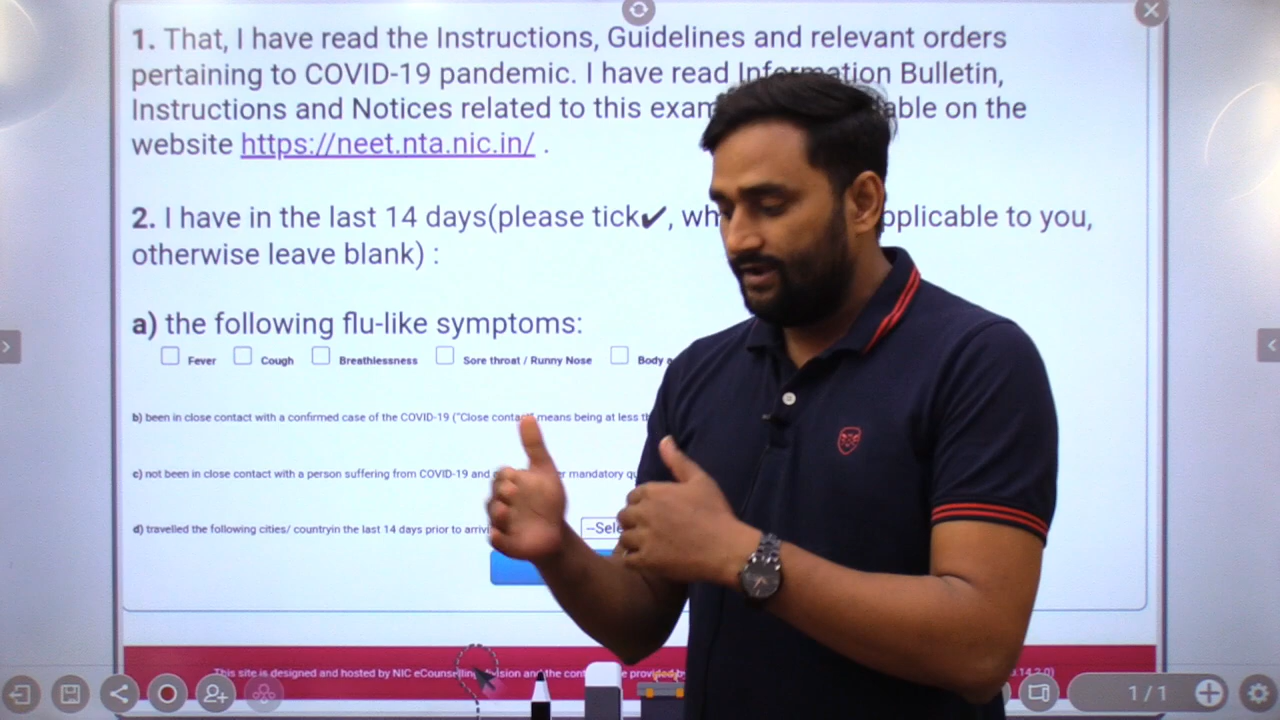 1. That, I have read the Instructions, Guidelines and relevant orders
pertaining to COVID-19 pandemic. I have read Information Bulletin,
Instructions and Notices related to this exam able on the
website https://neet.nta.nic.in/ .
2. I have in the last 14 days(please tick✔, wh pplicable to you,
otherwise leave blank) :
a) the following flu-like symptoms:
Fever Cough Breathlessness Sore throat / Runny Nose Body
b) been in close contact with a confirmed case of the COVID-19 ("Close contact" means being at less
c) not been in close contact with a person suffering from COVID-19 and mandatory
d) travelled the following cities/ countryin the last 14 days prior to --Sele
This site is designed and hosted by NIC eCounselling Division and the provided by
1/1